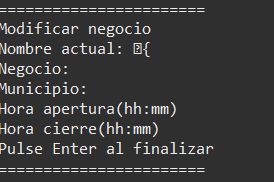 ========================
Modificar negocio
Nombre actual: {
Negocio:
Municipio:
Hora apertura(hh:mm)
Hora cierre(hh:mm)
Pulse Enter al finalizar
========================